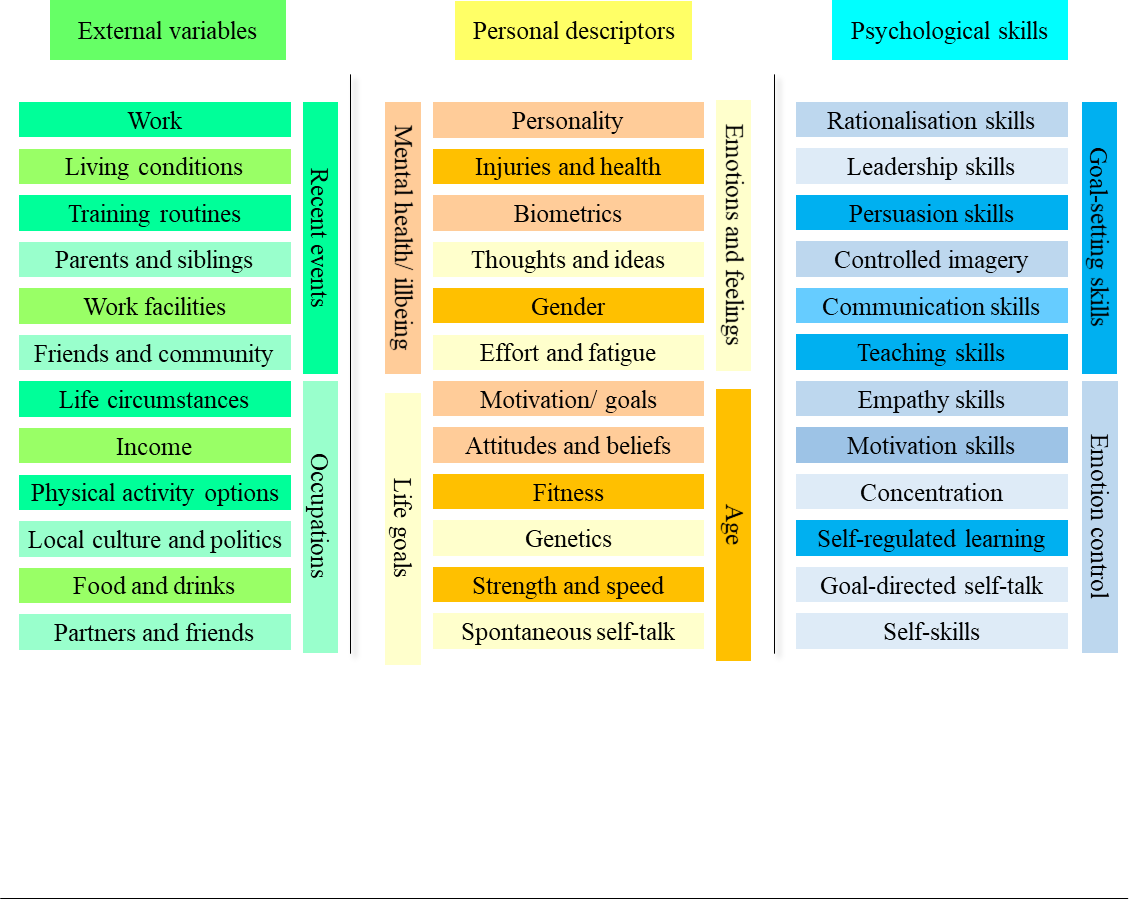 External variables
Personal descriptors
Psychological skills
Work
Living conditions
Training routines
Parents and siblings
Work facilities
Friends and community
Life circumstances
Income
Physical activity options
Local culture and politics
Food and drinks
Partners and friends
Recent events
Occupations
Mental health/ illbeing
Life goals
Personality
Injuries and health
Biometrics
Thoughts and ideas
Gender
Effort and fatigue
Motivation/ goals
Attitudes and beliefs
Fitness
Genetics
Strength and speed
Spontaneous self-talk
Emotions and feelings
Age
Rationalisation skills
Leadership skills
Persuasion skills
Controlled imagery
Communication skills
Teaching skills
Empathy skills
Motivation skills
Concentration
Self-regulated learning
Goal-directed self-talk
Self-skills
Goal-setting skills
Emotion control